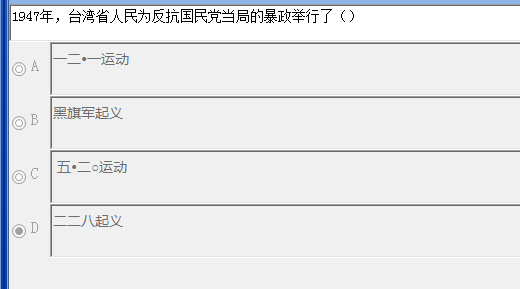 1947年，台湾省人民为反抗国民党当局的暴政举行了（）
A 一二•一运动
B 黑旗军起义
C 五•二○运动
D 二二八起义